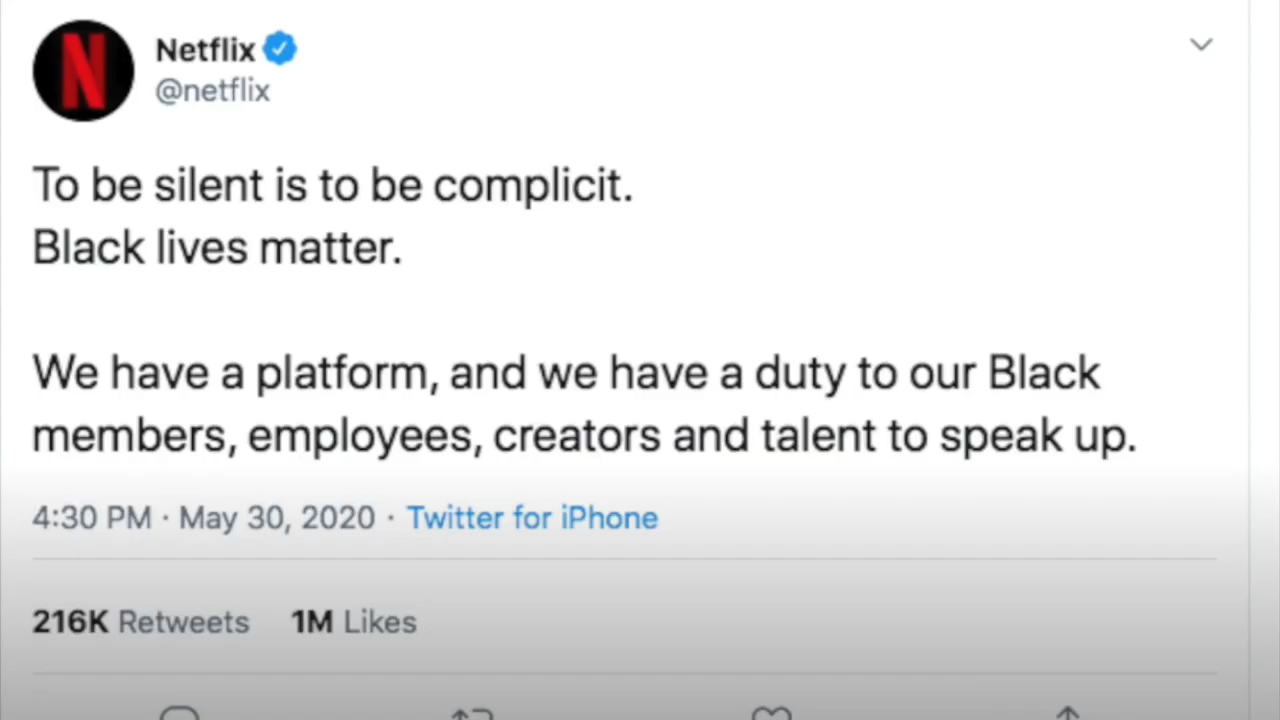 Netflix
@netflix
To be silent is to be complicit.
Black lives matter.
We have a platform, and we have a duty to our Black
members, employees, creators and talent to speak up.
4:30 PM · May 30, 2020 · Twitter for iPhone
216K Retweets 1M Likes